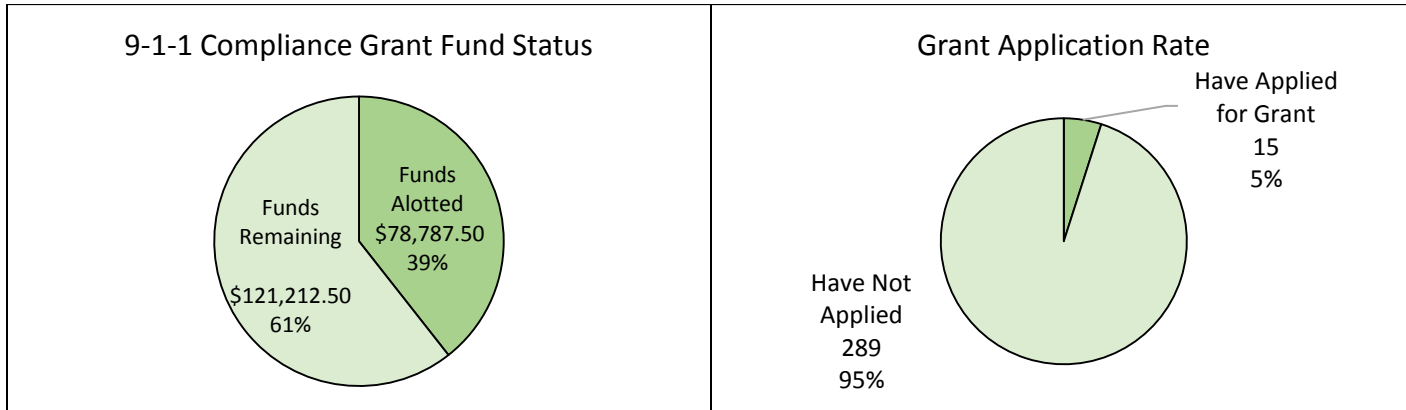 9-1-1 Compliance Grant Fund Status
Funds
Alotted
$78,787.50
39%
Funds
Remaining
$121,212.50
61%
Grant Application Rate
Have Applied
for Grant
15
5%
Have Not
Applied
289
95%